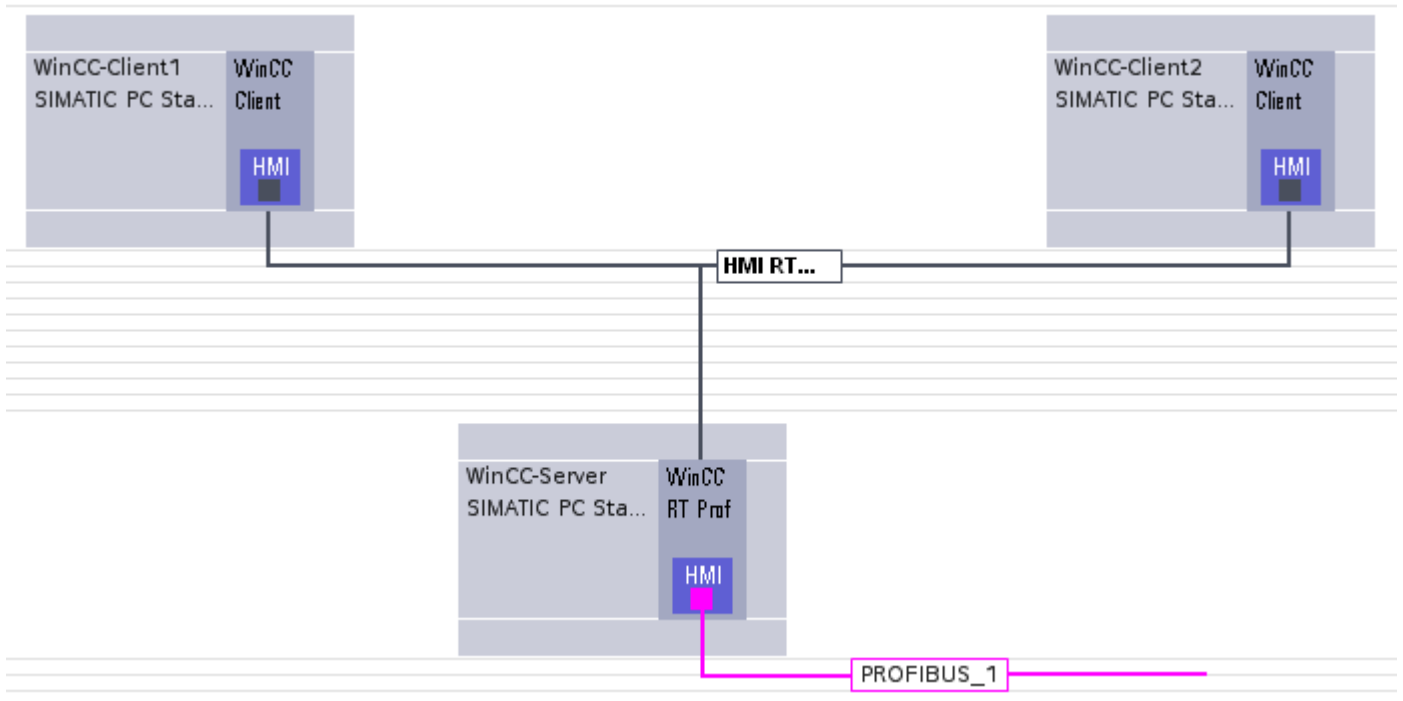 WinCC-Client1
SIMATIC PC Sta...
WinCC
Client
HMI
WinCC-Client2
SIMATIC PC Sta...
WinCC
Client
HMI
HMI RT...
WinCC-Server
SIMATIC PC Sta...
WinCC
RT Prof
HMI
PROFIBUS_1